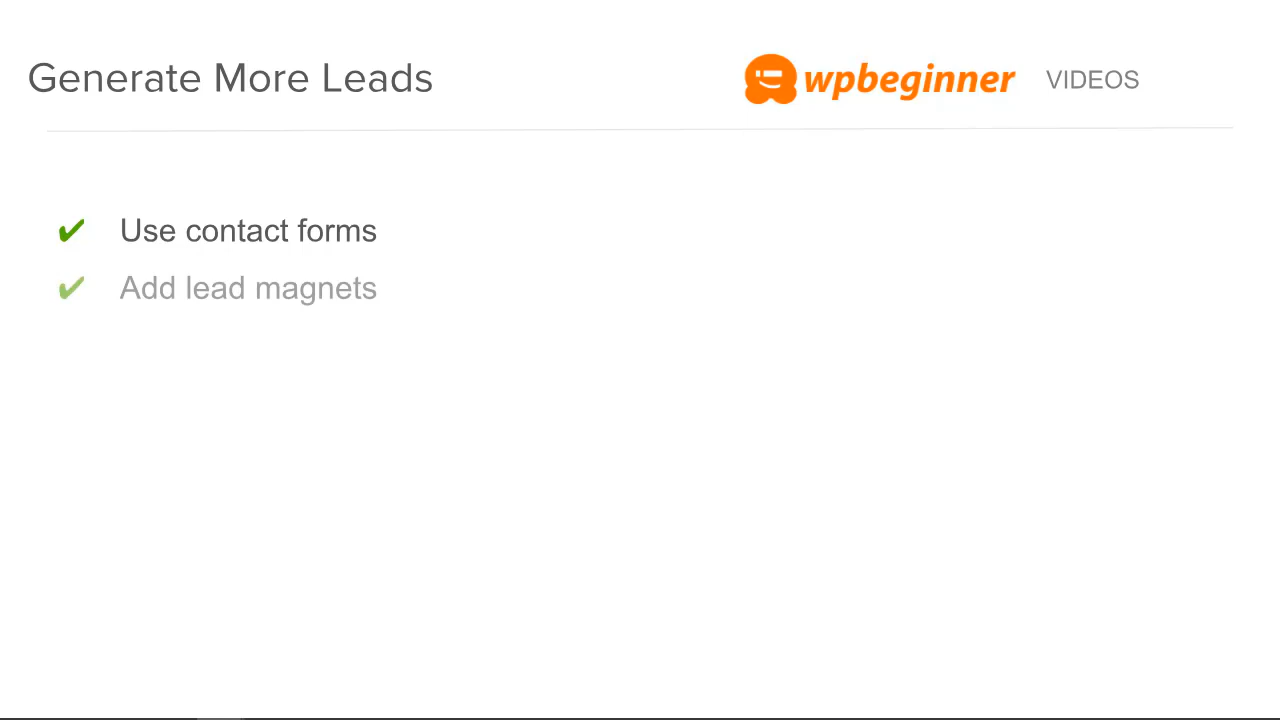 Generate More Leads
wpbeginner VIDEOS
✔ Use contact forms
✔ Add lead magnets